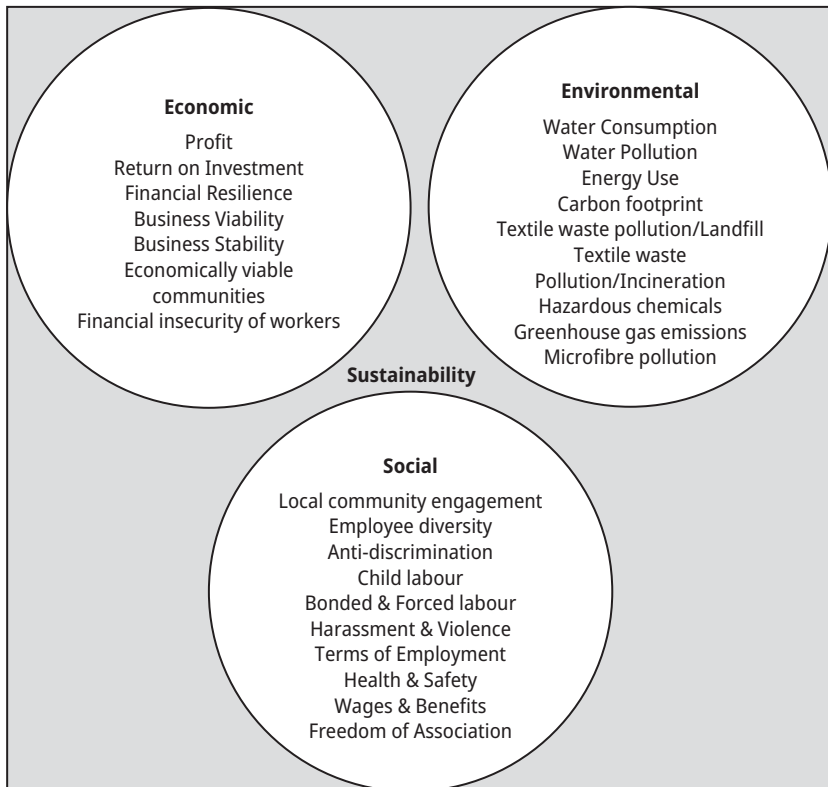 Economic
Profit
Return on Investment
Financial Resilience
Business Viability
Business Stability
Economically viable
communities
Financial insecurity of workers
Environmental
Water Consumption
Water Pollution
Energy Use
Carbon footprint
Textile waste pollution/Landfill
Textile waste
Pollution/Incineration
Hazardous chemicals
Greenhouse gas emissions
Microfibre pollution
Sustainability
Social
Local community engagement
Employee diversity
Anti-discrimination
Child labour
Bonded & Forced labour
Harassment & Violence
Terms of Employment
Health & Safety
Wages & Benefits
Freedom of Association